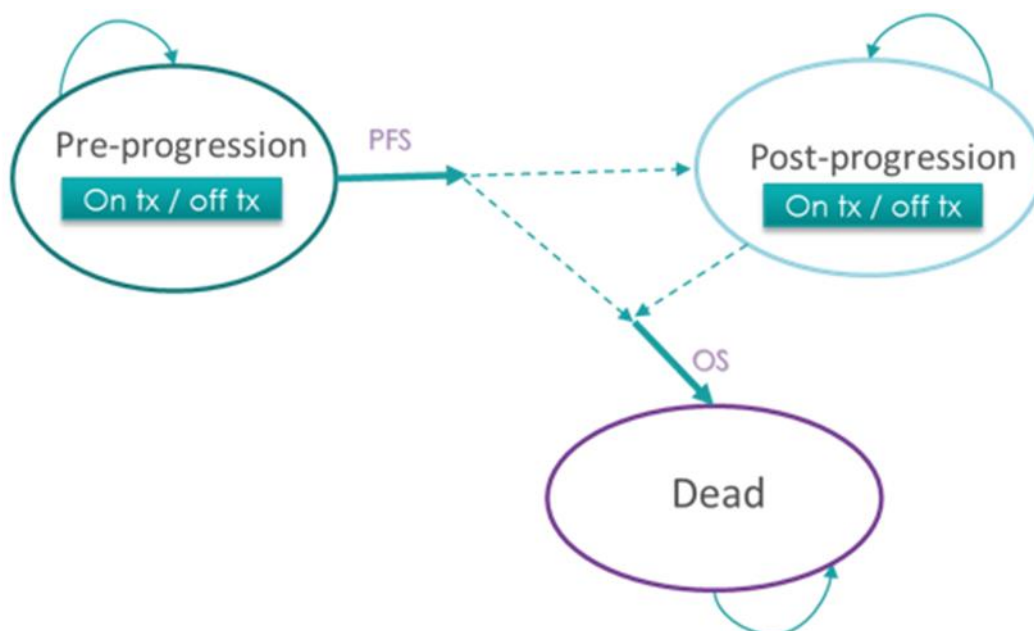 Pre-progression
On tx / off tx
PFS
Post-progression
On tx / off tx
OS
Dead